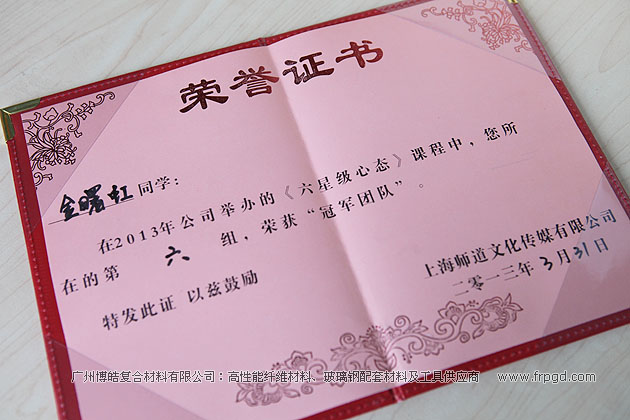 荣誉证书
金曙虹同学：
在2013年公司举办的《六星级心态》课程中，您所
在的第 六 组，荣获“冠军团队”。
特发此证 以兹鼓励
上海师道文化传媒有限公司
二零一三年 3 月 31 日
广州博皓复合材料有限公司：高性能纤维材料、玻璃钢配套材料及工具供应商 www.frpgd.com